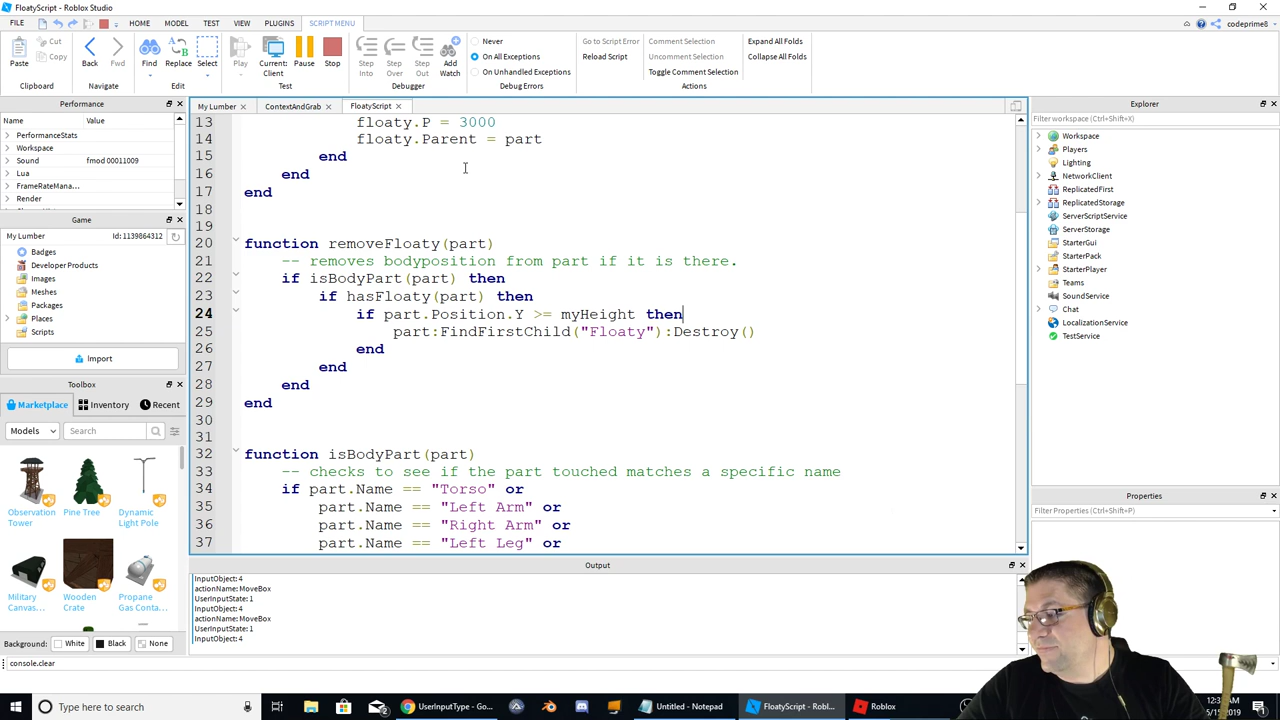 FloatyScript - Roblox Studio
FILE HOME MODEL TEST VIEW PLUGINS SCRIPT MENU codeprime8
Paste Cut Copy Back Fwd Find Replace Select Play Current: Client Pause Stop Step Into Step Over Step Out Add Watch Never On All Exceptions On Unhandled Exceptions Go to Script Error Reload Script Comment Selection Uncomment Selection Toggle Comment Selection Expand All Folds Collapse All Folds
Clipboard Navigate Edit Test Debugger Debug Errors Actions
Performance
Name Value
PerformanceStats
Workspace
Sound fmod 00011009
Lua
FrameRateMana...
Render
Game
My Lumber Id: 1139864312
Badges
Developer Products
Images
Meshes
Packages
Places
Scripts
Import
Toolbox
Marketplace Inventory Recent
Models Search
Observation Tower
Pine Tree
Dynamic Light Pole
Military Canvas...
Wooden Crate
Propane Gas Conta...
Background: White Black None
console.clear
My Lumber ContextAndGrab FloatyScript
13 floaty.P = 3000
14 floaty.Parent = part
15 end
16 end
17 end
18
19
20 function removeFloaty(part)
21 -- removes bodyposition from part if it is there.
22 if isBodyPart(part) then
23 if hasFloaty(part) then
24 if part.Position.Y >= myHeight then
25 part:FindFirstChild("Floaty"):Destroy()
26 end
27 end
28 end
29 end
30
31
32 function isBodyPart(part)
33 -- checks to see if the part touched matches a specific name
34 if part.Name == "Torso" or
35 part.Name == "Left Arm" or
36 part.Name == "Right Arm" or
37 part.Name == "Left Leg" or
Output
InputObject: 4
actionName: MoveBox
UserInputState: 1
InputObject: 4
actionName: MoveBox
UserInputState: 1
InputObject: 4
Explorer
Filter workspace (Ctrl+Shift+X)
Workspace
Players
Lighting
NetworkClient
ReplicatedFirst
ReplicatedStorage
ServerScriptService
ServerStorage
StarterGui
StarterPack
StarterPlayer
Teams
SoundService
Chat
LocalizationService
TestService
Properties
Filter Properties (Ctrl+Shift+P)
Type here to search
UserInputType - Go...
Untitled - Notepad
FloatyScript - Robl...
Roblox